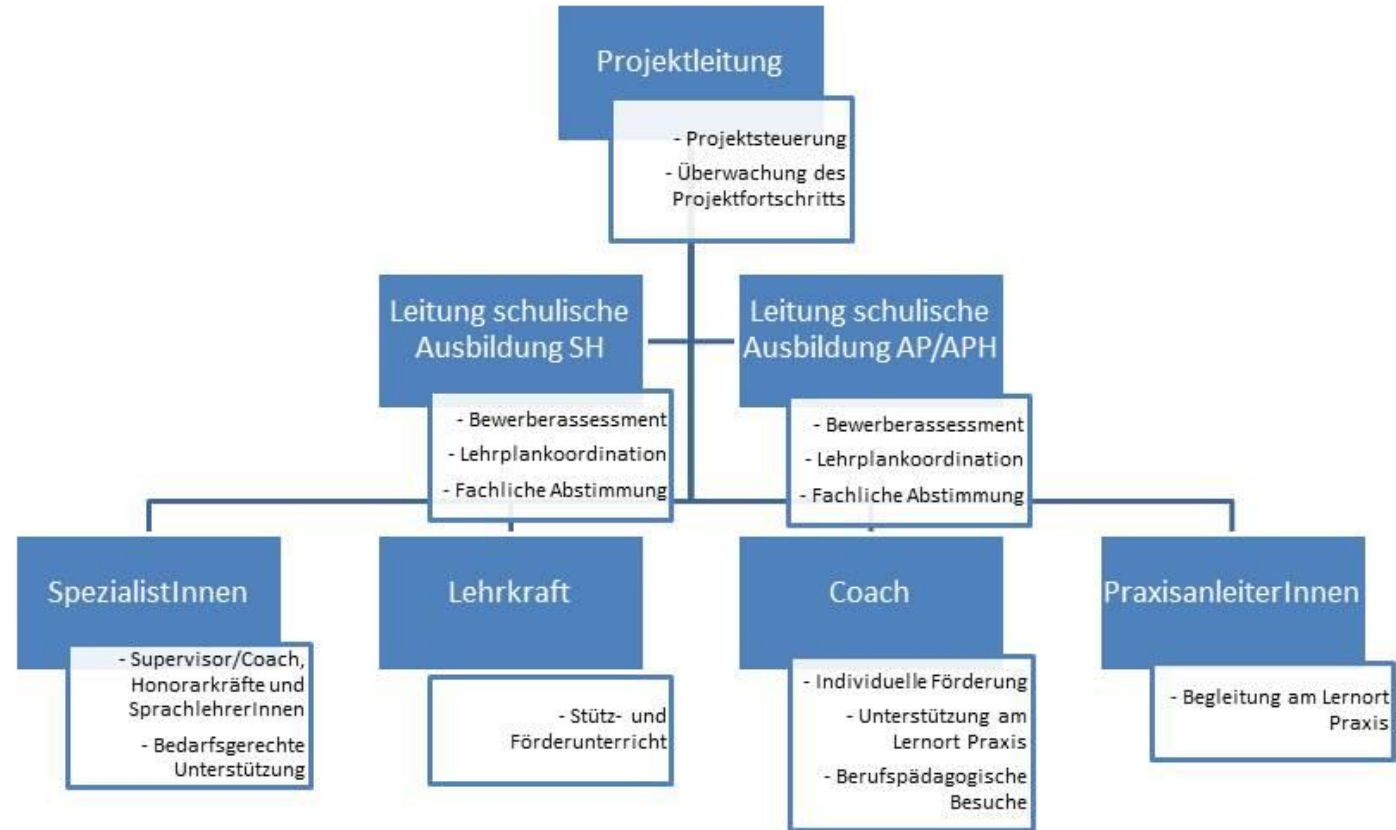 Projektleitung
- Projektsteuerung
- Überwachung des
Projektfortschritts
Leitung schulische
Ausbildung SH
- Bewerberassessment
- Lehrplankoordination
- Fachliche Abstimmung
Leitung schulische
Ausbildung AP/APH
- Bewerberassessment
- Lehrplankoordination
- Fachliche Abstimmung
SpezialistInnen
- Supervisor/Coach,
Honorarkräfte und
SprachlehrerInnen
- Bedarfsgerechte
Unterstützung
Lehrkraft
- Stütz- und
Förderunterricht
Coach
- Individuelle Förderung
- Unterstützung am
Lernort Praxis
- Berufspädagogische
Besuche
PraxisanleiterInnen
- Begleitung am Lernort
Praxis